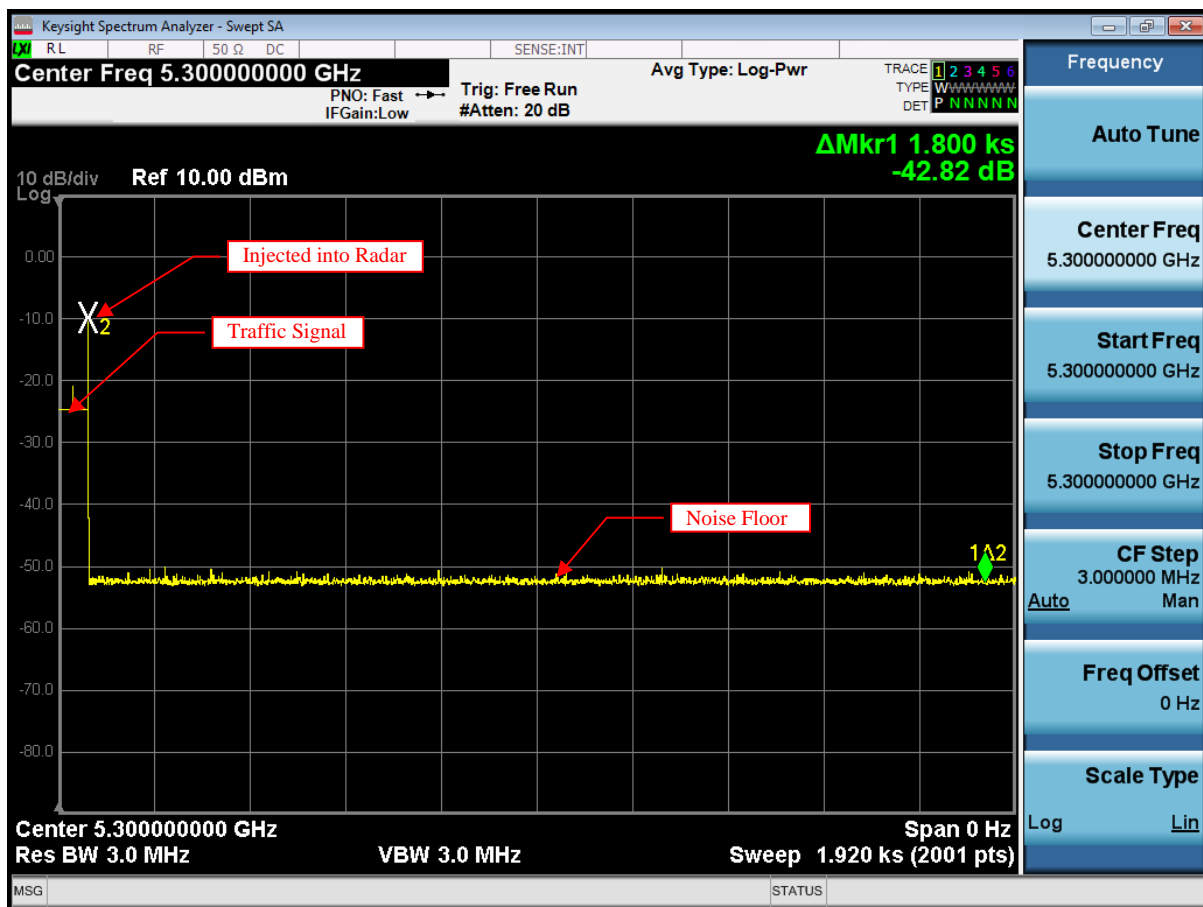 Keysight Spectrum Analyzer - Swept SA
LXI RL RF 50 Ω DC SENSE:INT
Center Freq 5.300000000 GHz
PNO: Fast
IFGain:Low
Trig: Free Run
#Atten: 20 dB
Avg Type: Log-Pwr
TRACE 1 2 3 4 5 6
TYPE WWWWWW
DET P N N N N N
ΔMkr1 1.800 ks
-42.82 dB
10 dB/div
Log
Ref 10.00 dBm
0.00
-10.0
-20.0
-30.0
-40.0
-50.0
-60.0
-70.0
-80.0
Injected into Radar
2
Traffic Signal
Noise Floor
1Δ2
Center 5.300000000 GHz
Span 0 Hz
Res BW 3.0 MHz
VBW 3.0 MHz
Sweep 1.920 ks (2001 pts)
MSG
STATUS
Frequency
Auto Tune
Center Freq
5.300000000 GHz
Start Freq
5.300000000 GHz
Stop Freq
5.300000000 GHz
CF Step
3.000000 MHz
Auto Man
Freq Offset
0 Hz
Scale Type
Log Lin